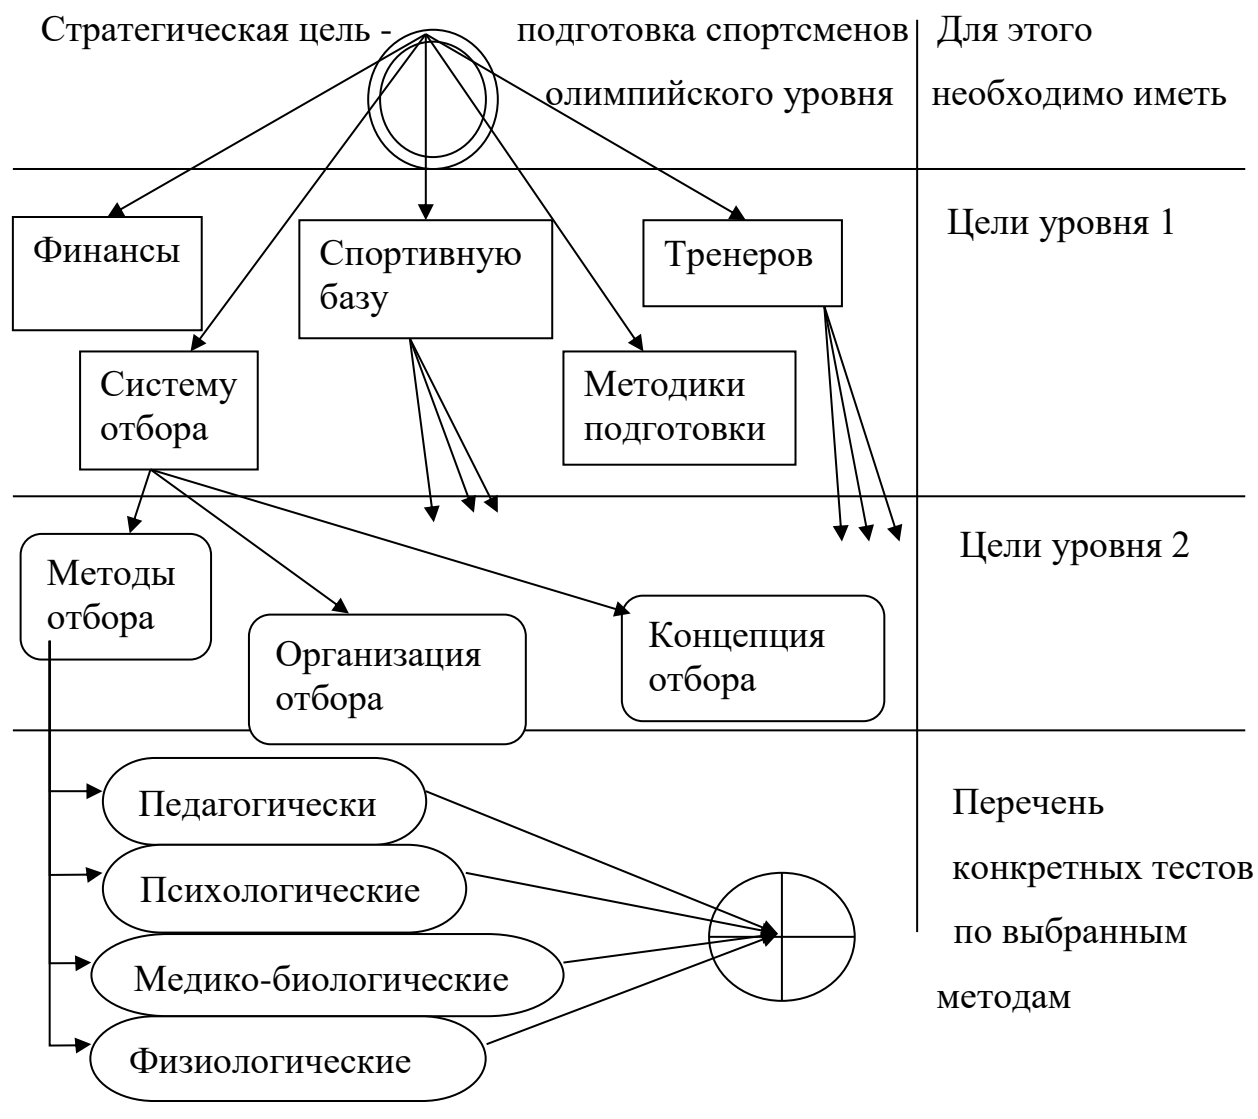 Стратегическая цель - подготовка спортсменов
олимпийского уровня
Для этого
необходимо иметь
Финансы
Спортивную
базу
Тренеров
Цели уровня 1
Систему
отбора
Методики
подготовки
Методы
отбора
Организация
отбора
Концепция
отбора
Цели уровня 2
Педагогически
Психологические
Медико-биологические
Физиологические
Перечень
конкретных тестов
по выбранным
методам